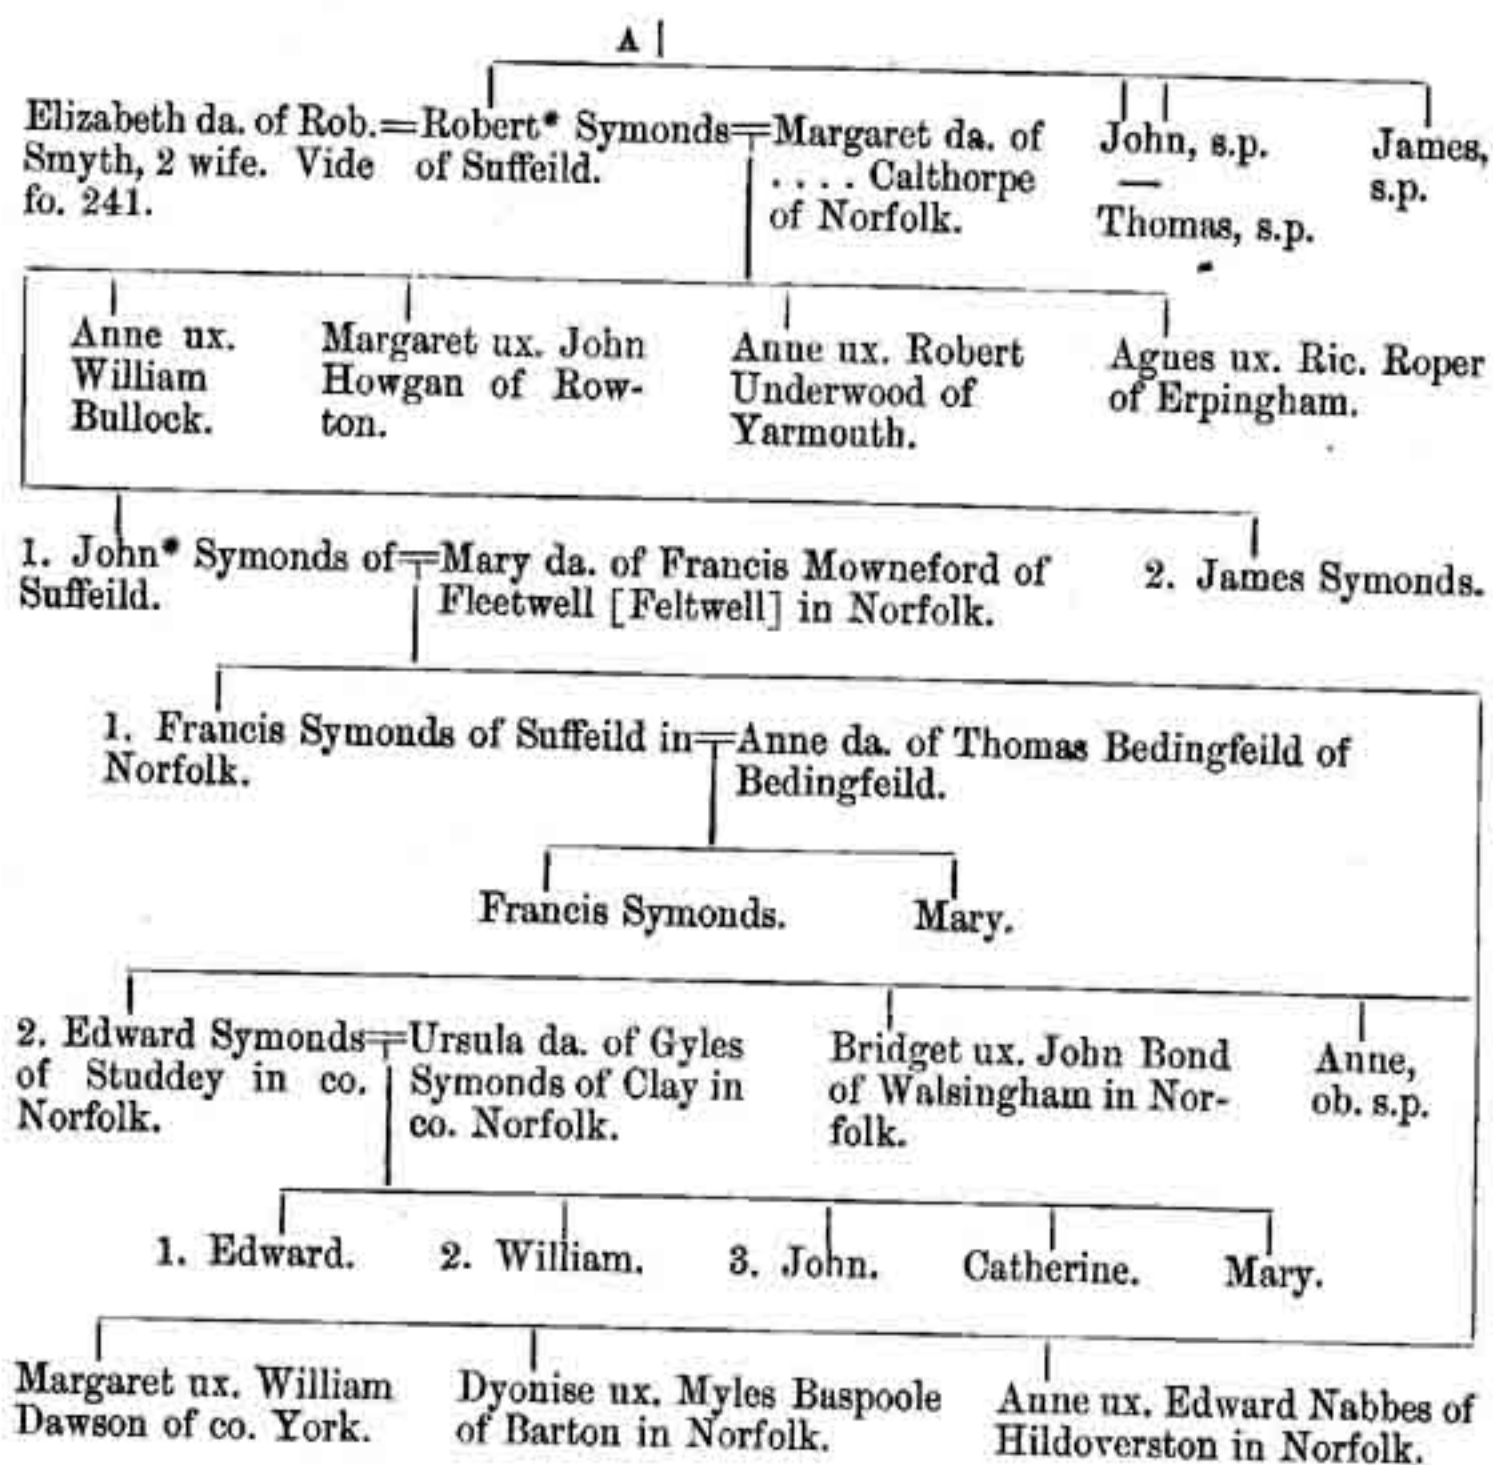 A
Elizabeth da. of Rob.=Robert* Symonds=Margaret da. of John, s.p. James,
Smyth, 2 wife. Vide of Suffeild. .... Calthorpe — s.p.
fo. 241. of Norfolk. Thomas, s.p.
Anne ux. Margaret ux. John Anne ux. Robert Agnes ux. Ric. Roper
William Howgan of Row- Underwood of of Erpingham.
Bullock. ton. Yarmouth.
1. John* Symonds of=Mary da. of Francis Mowneford of 2. James Symonds.
Suffeild. Fleetwell [Feltwell] in Norfolk.
1. Francis Symonds of Suffeild in=Anne da. of Thomas Bedingfeild of
Norfolk. Bedingfeild.
Francis Symonds. Mary.
2. Edward Symonds=Ursula da. of Gyles Bridget ux. John Bond Anne,
of Studdey in co. Symonds of Clay in of Walsingham in Nor- ob. s.p.
Norfolk. co. Norfolk. folk.
1. Edward. 2. William. 3. John. Catherine. Mary.
Margaret ux. William Dyonise ux. Myles Baspoole Anne ux. Edward Nabbes of
Dawson of co. York. of Barton in Norfolk. Hildoverston in Norfolk.